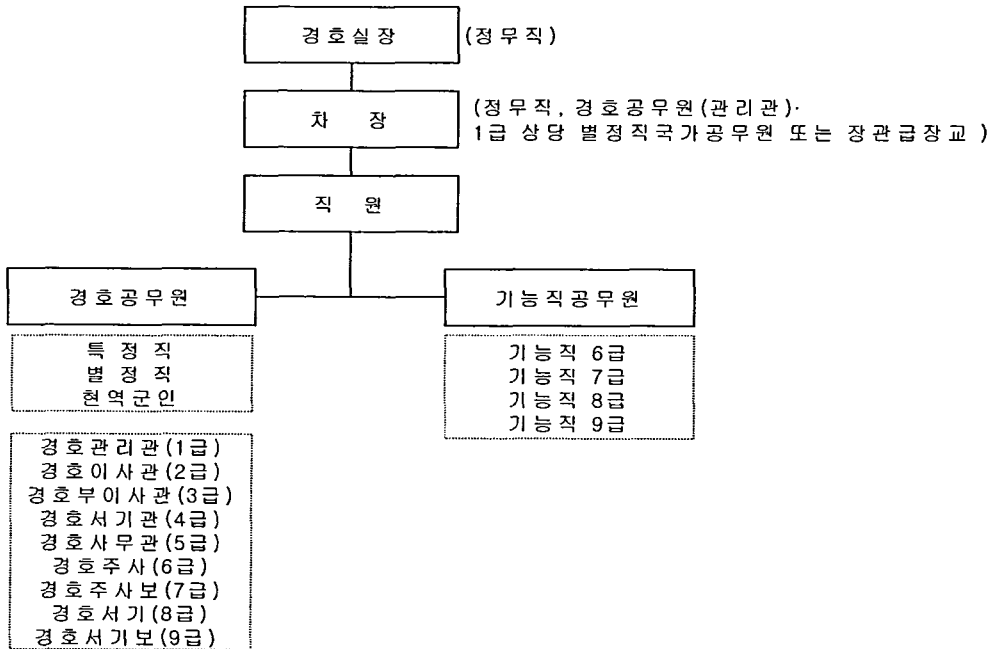 경호실장 (정무직)
차 장 (정무직, 경호공무원(관리관)·
1급 상당 별정직국가공무원 또는 장관급장교 )
직 원
경호공무원
특 정 직
별 정 직
현역군인
경호관리관(1급)
경호이사관(2급)
경호부이사관(3급)
경호서기관(4급)
경호사무관(5급)
경호주사(6급)
경호주사보(7급)
경호서기(8급)
경호서기보(9급)
기능직공무원
기능직 6급
기능직 7급
기능직 8급
기능직 9급